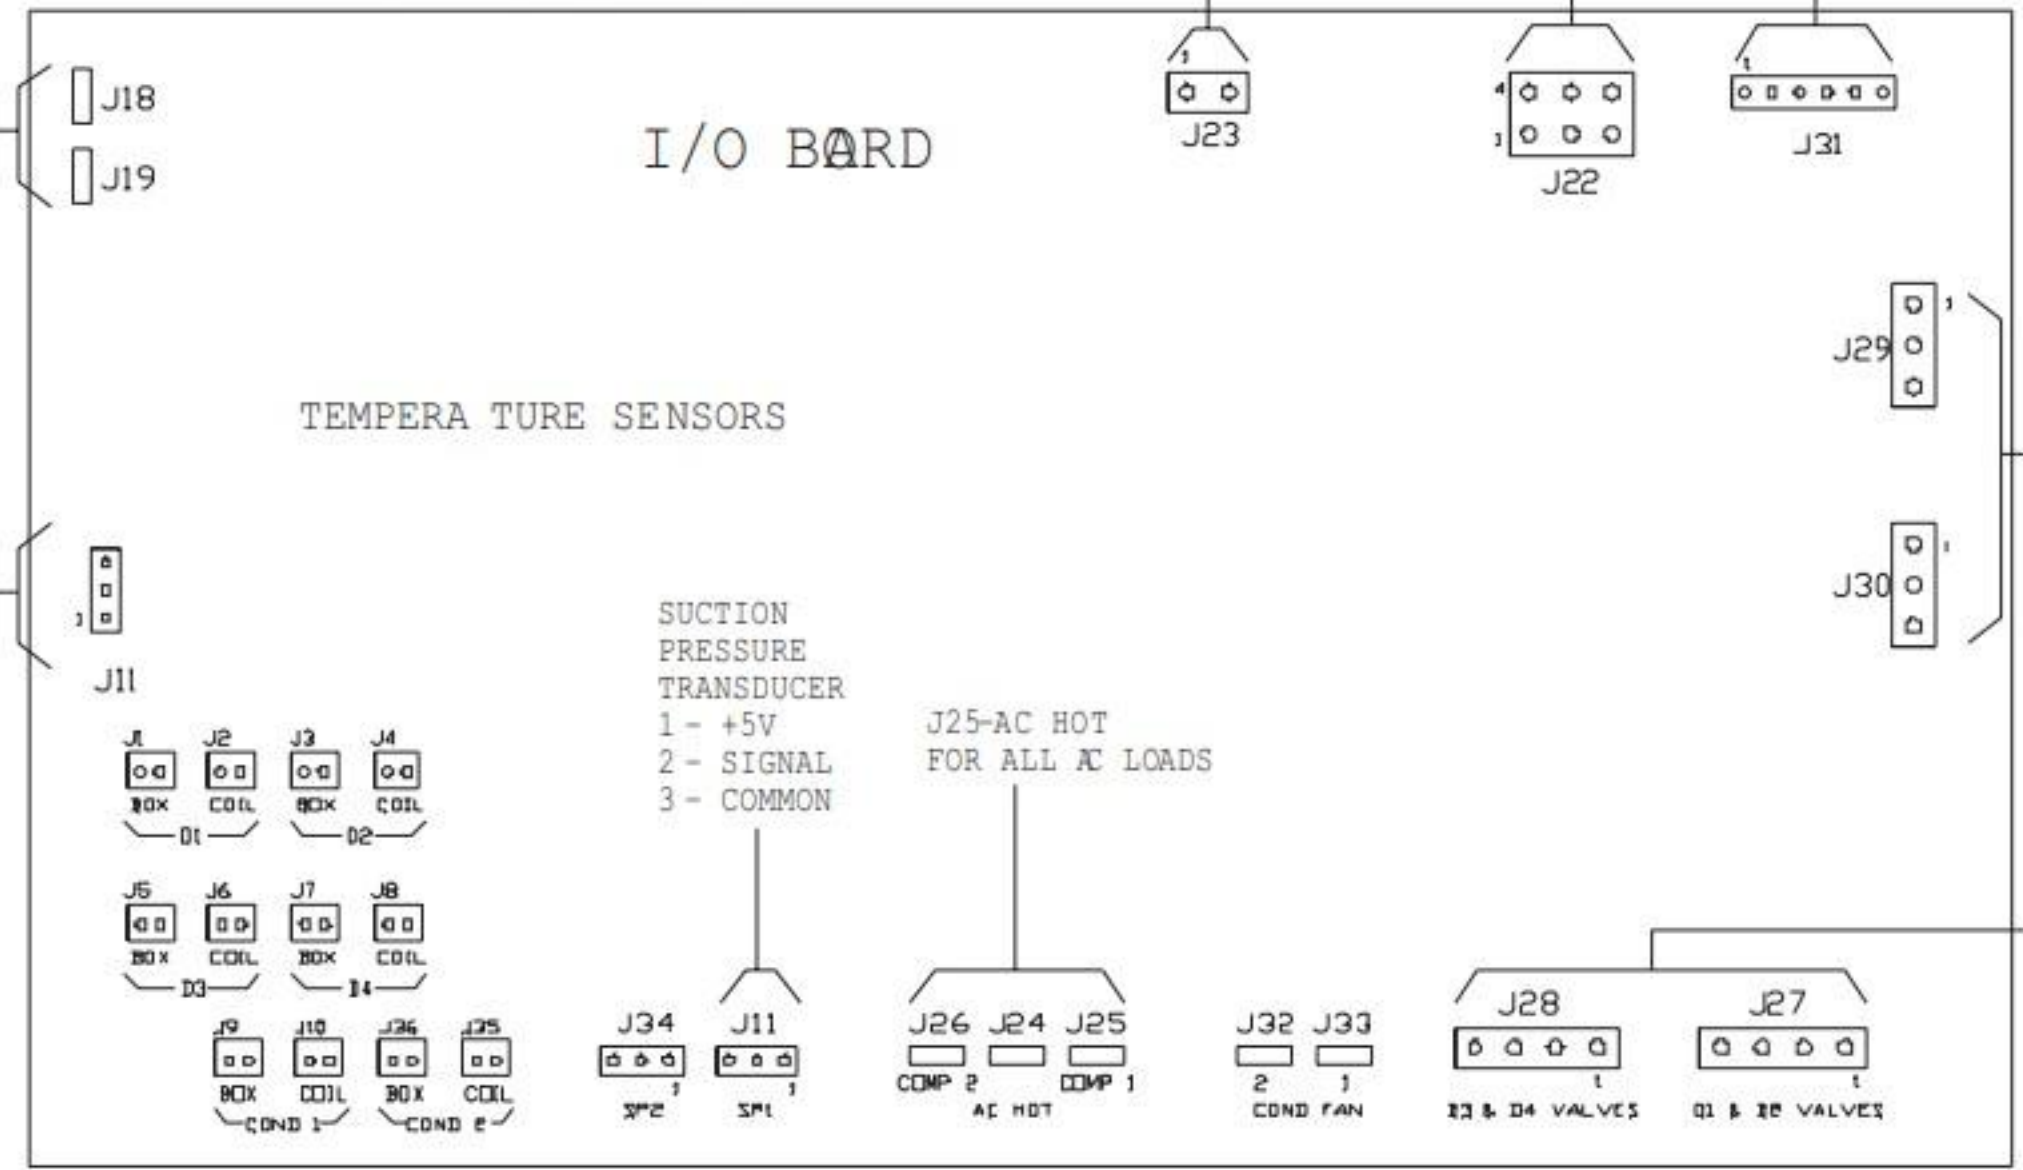 J18
J19
I/O BOARD
J23
4
J22
1
J31
J29
J30
TEMPERA TURE SENSORS
J11
SUCTION
PRESSURE
TRANSDUCER
1 - +5V
2 - SIGNAL
3 - COMMON
J25-AC HOT
FOR ALL AC LOADS
J1 J2 J3 J4
BOX COIL BOX COIL
D1 D2
J5 J6 J7 J8
BOX COIL BOX COIL
D3 D4
J9 J10 J36 J35
BOX COIL BOX COIL
COND 1 COND 2
J34 J11
SP2 SP1
J26 J24 J25
COMP 2 COMP 1
AC HOT
J32 J33
2 1
COND FAN
J28
1
D3 & D4 VALVES
J27
1
D1 & D2 VALVES